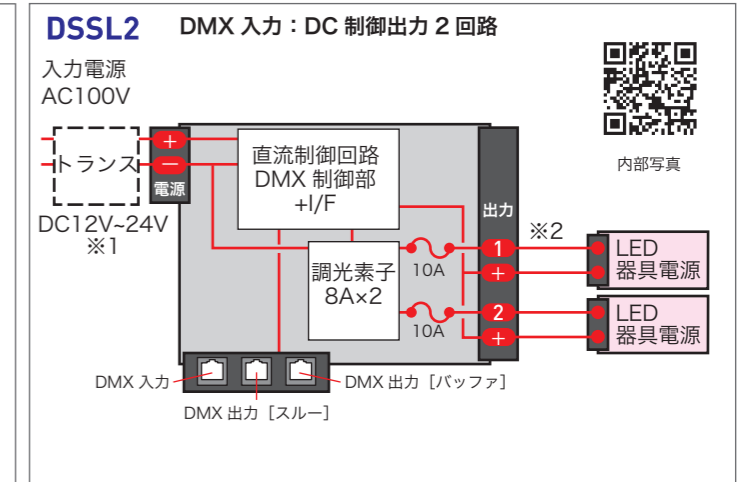 DSSL2 DMX 入力：DC 制御出力 2 回路
入力電源
AC100V
内部写真
トランス
+
−
電源
DC12V~24V
※1
直流制御回路
DMX 制御部
+I/F
調光素子
8A×2
10A
10A
出力
1
+
2
+
※2
LED
器具電源
LED
器具電源
DMX 入力
DMX 出力［スルー］
DMX 出力［バッファ］